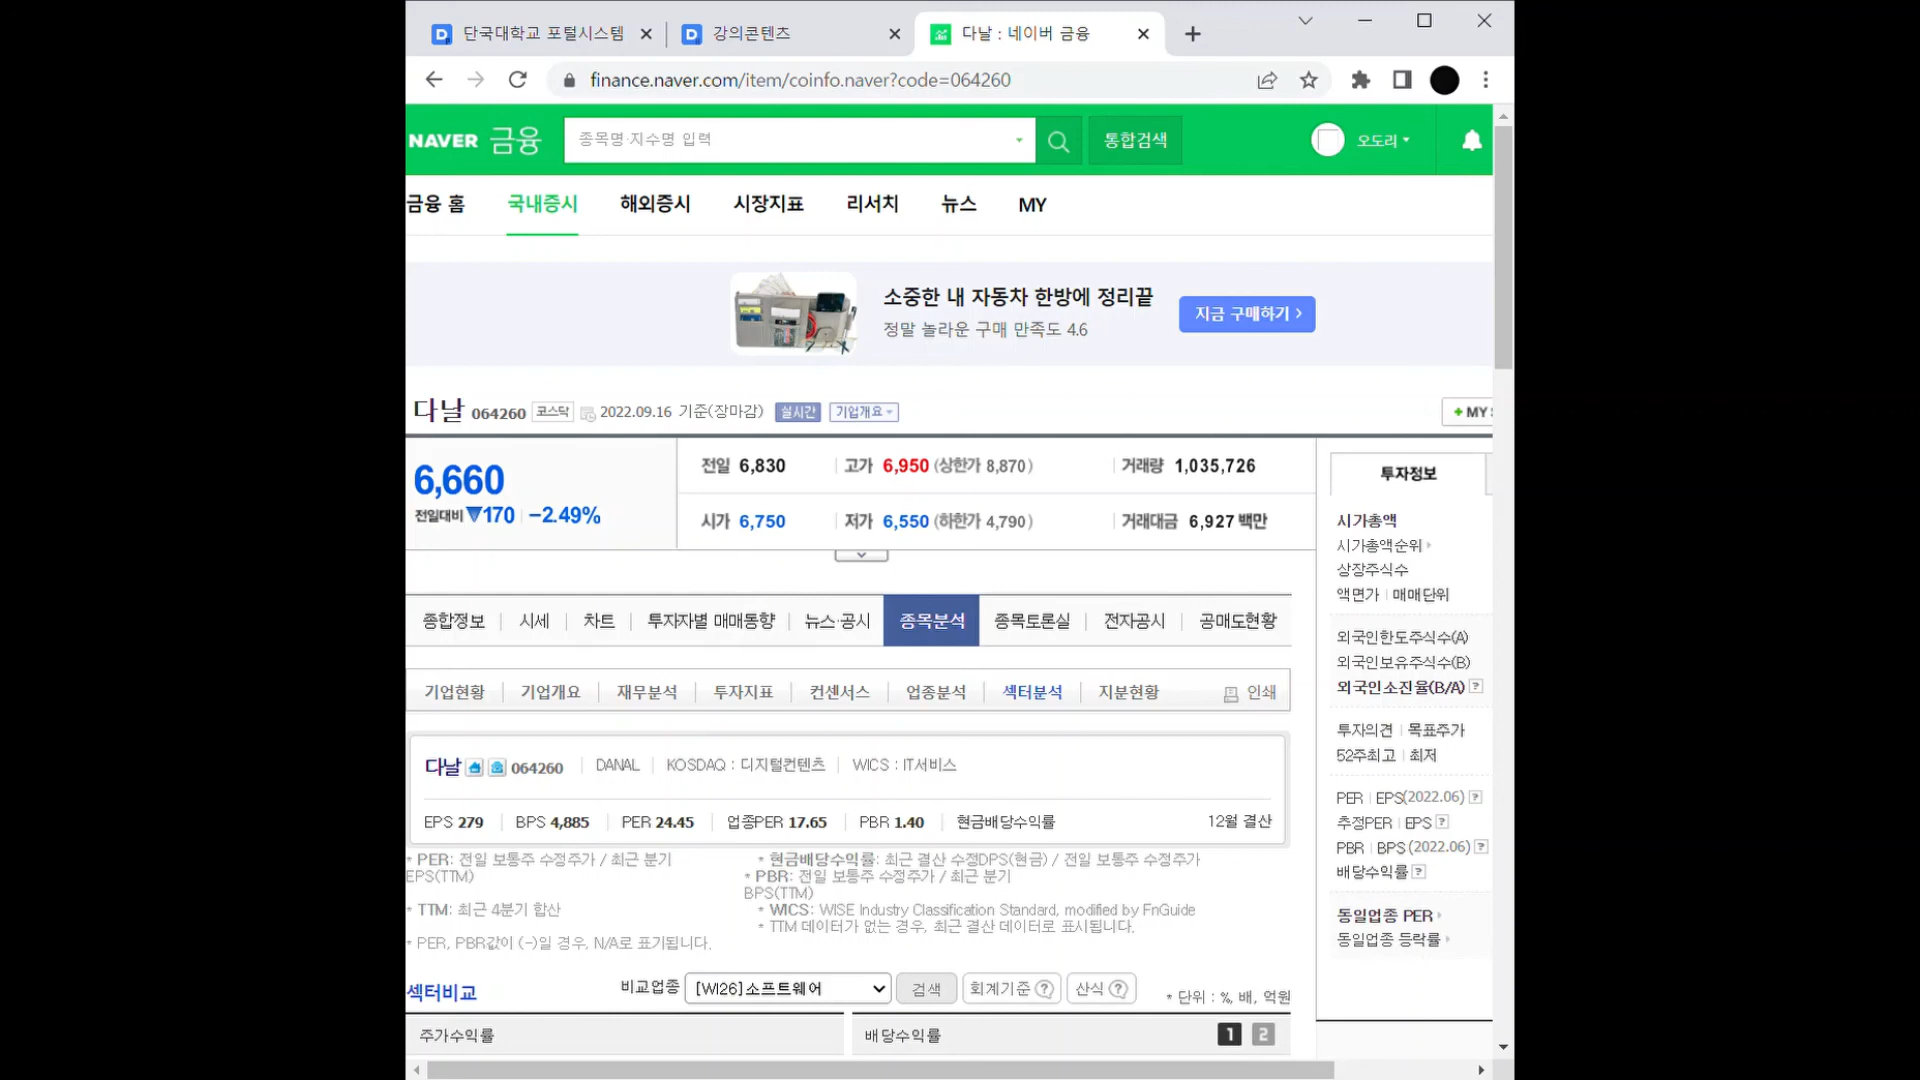 단국대학교 포털시스템
강의콘텐츠
다날 : 네이버 금융
finance.naver.com/item/coinfo.naver?code=064260
NAVER 금융
종목명·지수명 입력
통합검색
오도리
금융 홈 국내증시 해외증시 시장지표 리서치 뉴스 MY
소중한 내 자동차 한방에 정리끝
정말 놀라운 구매 만족도 4.6
지금 구매하기 >
다날 064260 코스닥 2022.09.16 기준(장마감) 실시간 기업개요
+ MY
6,660
전일대비 ▼170 -2.49%
전일 6,830 고가 6,950 (상한가 8,870) 거래량 1,035,726
시가 6,750 저가 6,550 (하한가 4,790) 거래대금 6,927 백만
종합정보 시세 차트 투자자별 매매동향 뉴스·공시 종목분석 종목토론실 전자공시 공매도현황
기업현황 기업개요 재무분석 투자지표 컨센서스 업종분석 섹터분석 지분현황 인쇄
다날 064260 DANAL KOSDAQ : 디지털컨텐츠 WICS : IT서비스
EPS 279 BPS 4,885 PER 24.45 업종PER 17.65 PBR 1.40 현금배당수익률 12월 결산
* PER: 전일 보통주 수정주가 / 최근 분기
EPS(TTM)
* 현금배당수익률: 최근 결산 수정DPS(현금) / 전일 보통주 수정주가
* PBR: 전일 보통주 수정주가 / 최근 분기
BPS(TTM)
* TTM: 최근 4분기 합산
* WICS: WISE Industry Classification Standard, modified by FnGuide
* TTM 데이터가 없는 경우, 최근 결산 데이터로 표시됩니다.
* PER, PBR값이 (-)일 경우, N/A로 표기됩니다.
섹터비교 비교업종 [WI26]소프트웨어 검색 회계기준 ? 산식 ? * 단위 : %, 배, 억원
주가수익률 배당수익률 1 2
투자정보
시가총액
시가총액순위
상장주식수
액면가 매매단위
외국인한도주식수(A)
외국인보유주식수(B)
외국인소진율(B/A) ?
투자의견 목표주가
52주최고 최저
PER EPS(2022.06) ?
추정PER EPS ?
PBR BPS (2022.06) ?
배당수익률 ?
동일업종 PER
동일업종 등락률